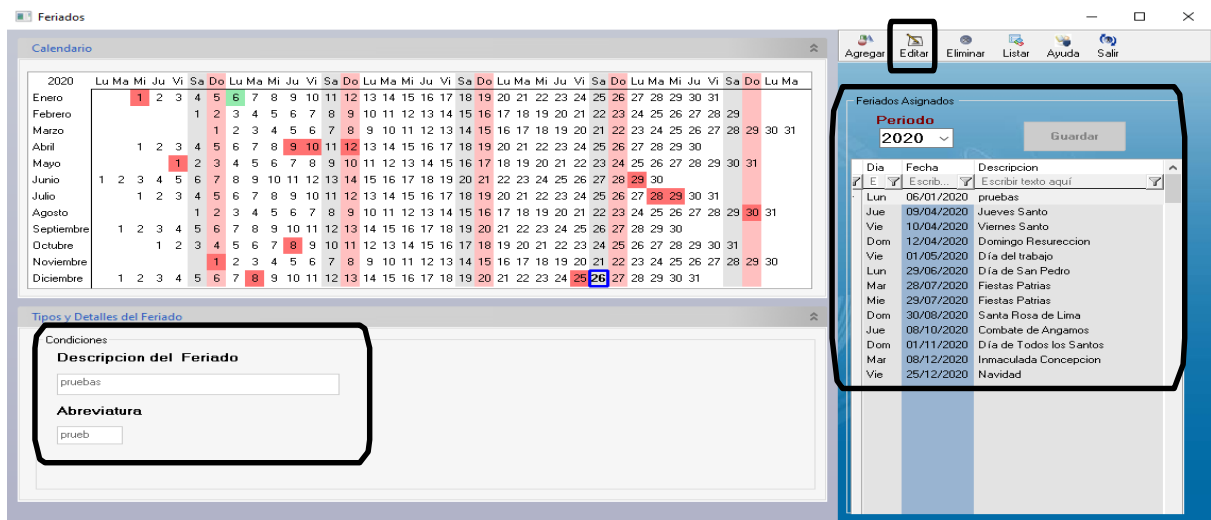 Feriados
Calendario
2020 Lu Ma Mi Ju Vi Sa Do Lu Ma Mi Ju Vi Sa Do Lu Ma Mi Ju Vi Sa Do Lu Ma Mi Ju Vi Sa Do Lu Ma Mi Ju Vi Sa Do Lu Ma
Enero 1 2 3 4 5 6 7 8 9 10 11 12 13 14 15 16 17 18 19 20 21 22 23 24 25 26 27 28 29 30 31
Febrero 1 2 3 4 5 6 7 8 9 10 11 12 13 14 15 16 17 18 19 20 21 22 23 24 25 26 27 28 29
Marzo 1 2 3 4 5 6 7 8 9 10 11 12 13 14 15 16 17 18 19 20 21 22 23 24 25 26 27 28 29 30 31
Abril 1 2 3 4 5 6 7 8 9 10 11 12 13 14 15 16 17 18 19 20 21 22 23 24 25 26 27 28 29 30
Mayo 1 2 3 4 5 6 7 8 9 10 11 12 13 14 15 16 17 18 19 20 21 22 23 24 25 26 27 28 29 30 31
Junio 1 2 3 4 5 6 7 8 9 10 11 12 13 14 15 16 17 18 19 20 21 22 23 24 25 26 27 28 29 30
Julio 1 2 3 4 5 6 7 8 9 10 11 12 13 14 15 16 17 18 19 20 21 22 23 24 25 26 27 28 29 30 31
Agosto 1 2 3 4 5 6 7 8 9 10 11 12 13 14 15 16 17 18 19 20 21 22 23 24 25 26 27 28 29 30 31
Septiembre 1 2 3 4 5 6 7 8 9 10 11 12 13 14 15 16 17 18 19 20 21 22 23 24 25 26 27 28 29 30
Octubre 1 2 3 4 5 6 7 8 9 10 11 12 13 14 15 16 17 18 19 20 21 22 23 24 25 26 27 28 29 30 31
Noviembre 1 2 3 4 5 6 7 8 9 10 11 12 13 14 15 16 17 18 19 20 21 22 23 24 25 26 27 28 29 30
Diciembre 1 2 3 4 5 6 7 8 9 10 11 12 13 14 15 16 17 18 19 20 21 22 23 24 25 26 27 28 29 30 31
Tipos y Detalles del Feriado
Condiciones
Descripcion del Feriado
pruebas
Abreviatura
prueb
Agregar Editar Eliminar Listar Ayuda Salir
Feriados Asignados
Periodo
2020
Guardar
Dia Fecha Descripcion
E Escrib... Escribir texto aquí
Lun 06/01/2020 pruebas
Jue 09/04/2020 Jueves Santo
Vie 10/04/2020 Viernes Santo
Dom 12/04/2020 Domingo Resureccion
Vie 01/05/2020 Día del trabajo
Lun 29/06/2020 Día de San Pedro
Mar 28/07/2020 Fiestas Patrias
Mie 29/07/2020 Fiestas Patrias
Dom 30/08/2020 Santa Rosa de Lima
Jue 08/10/2020 Combate de Angamos
Dom 01/11/2020 Día de Todos los Santos
Mar 08/12/2020 Inmaculada Concepcion
Vie 25/12/2020 Navidad